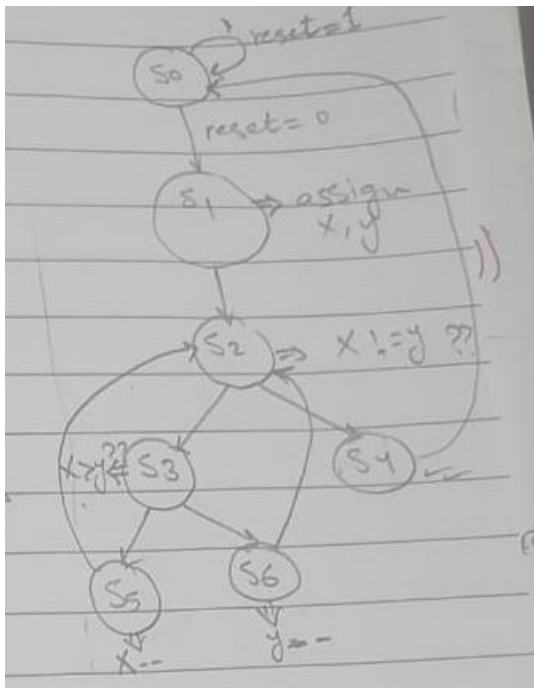 reset=1
S0
reset=0
S1 => assign
x, y
S2 => x!=y ??
x>y??
S3
S4
S5
S6
x--
y--